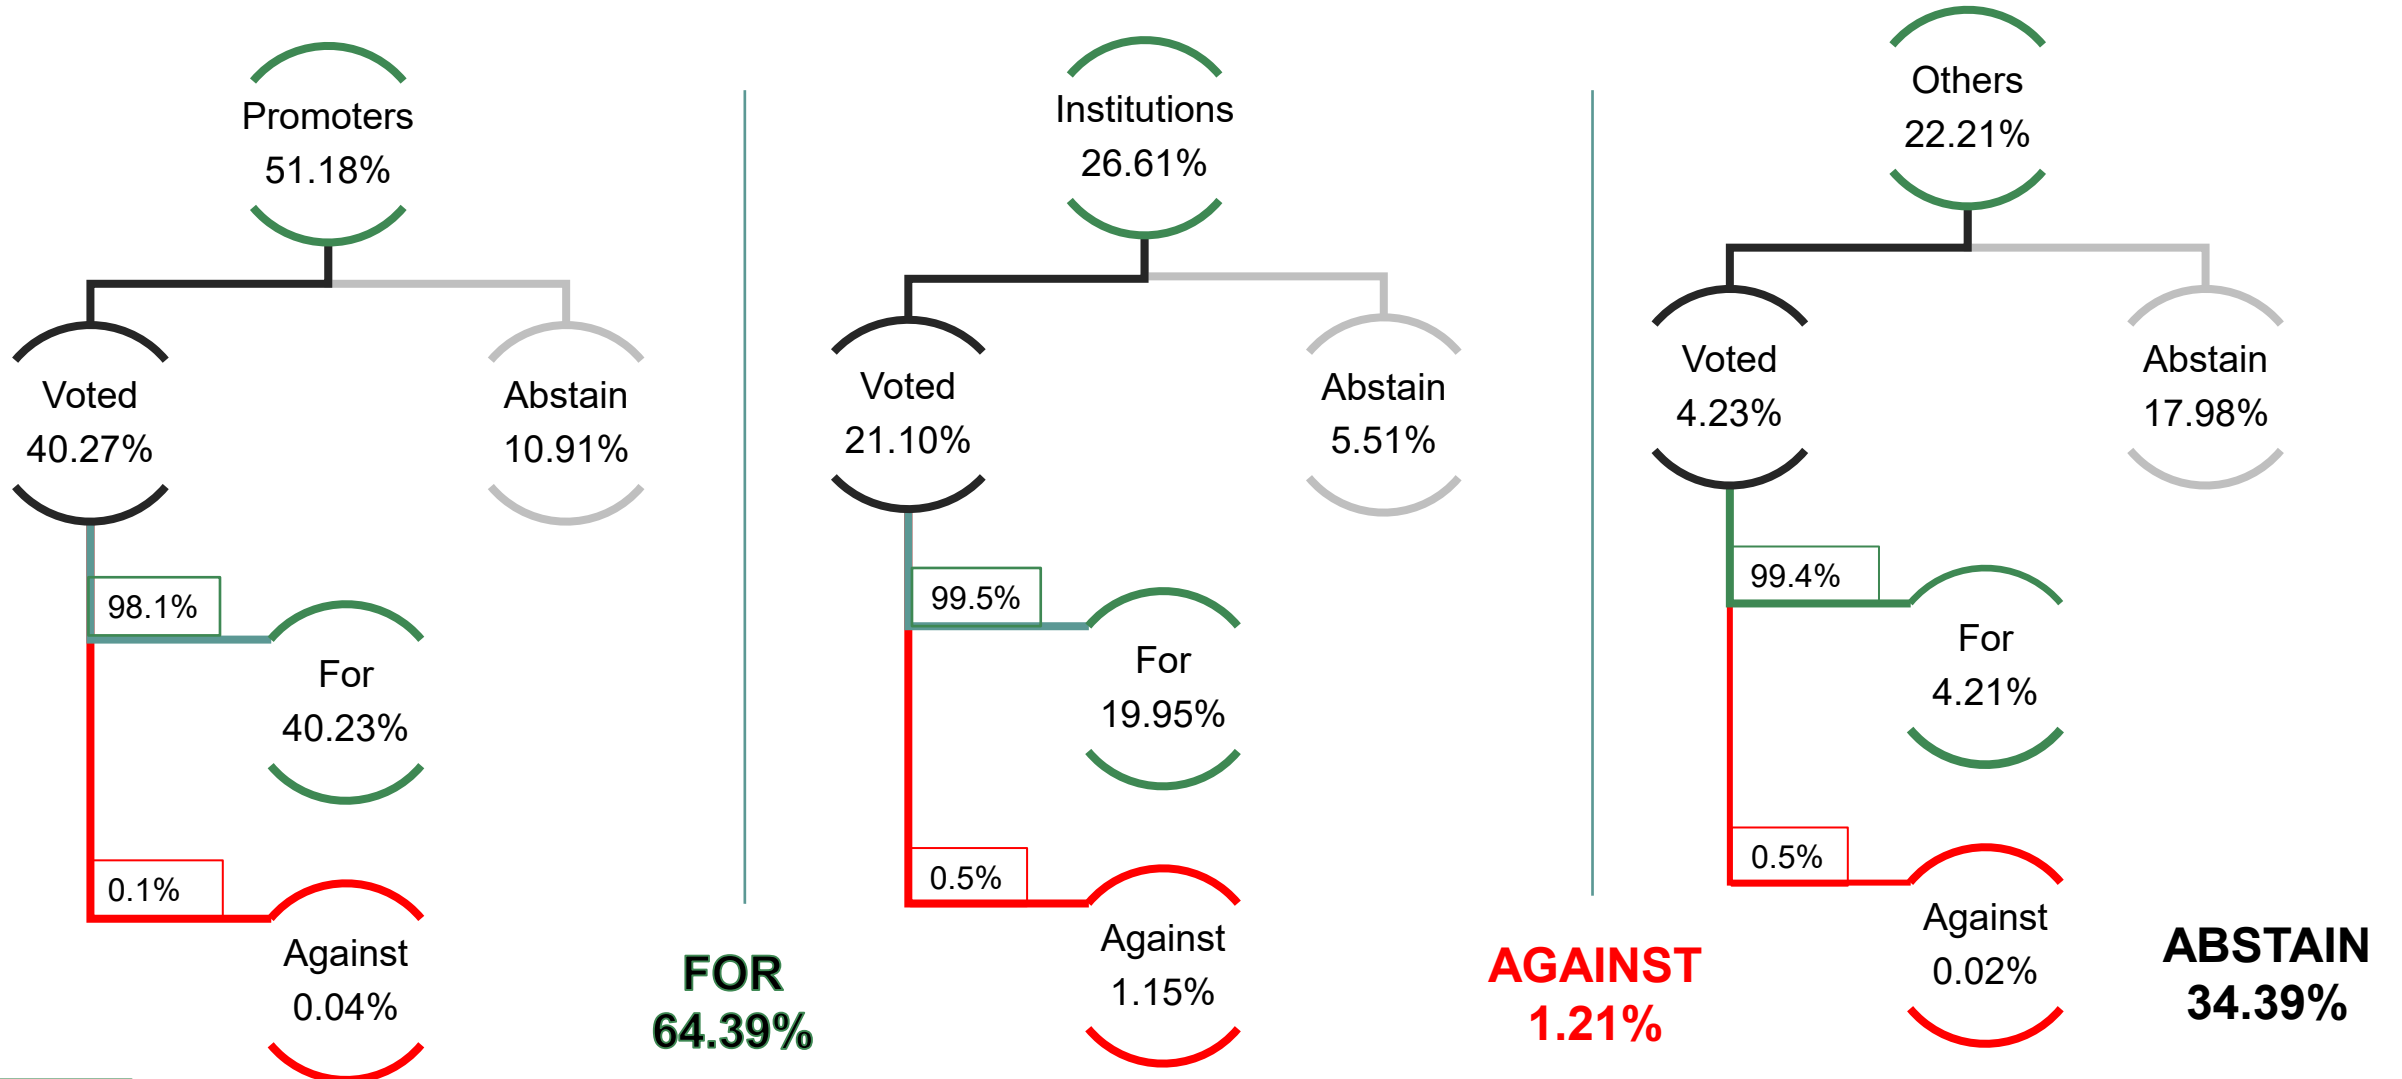 Promoters
51.18%
Voted
40.27%
Abstain
10.91%
98.1%
For
40.23%
0.1%
Against
0.04%
FOR
64.39%
Institutions
26.61%
Voted
21.10%
Abstain
5.51%
99.5%
For
19.95%
0.5%
Against
1.15%
AGAINST
1.21%
Others
22.21%
Voted
4.23%
Abstain
17.98%
99.4%
For
4.21%
0.5%
Against
0.02%
ABSTAIN
34.39%